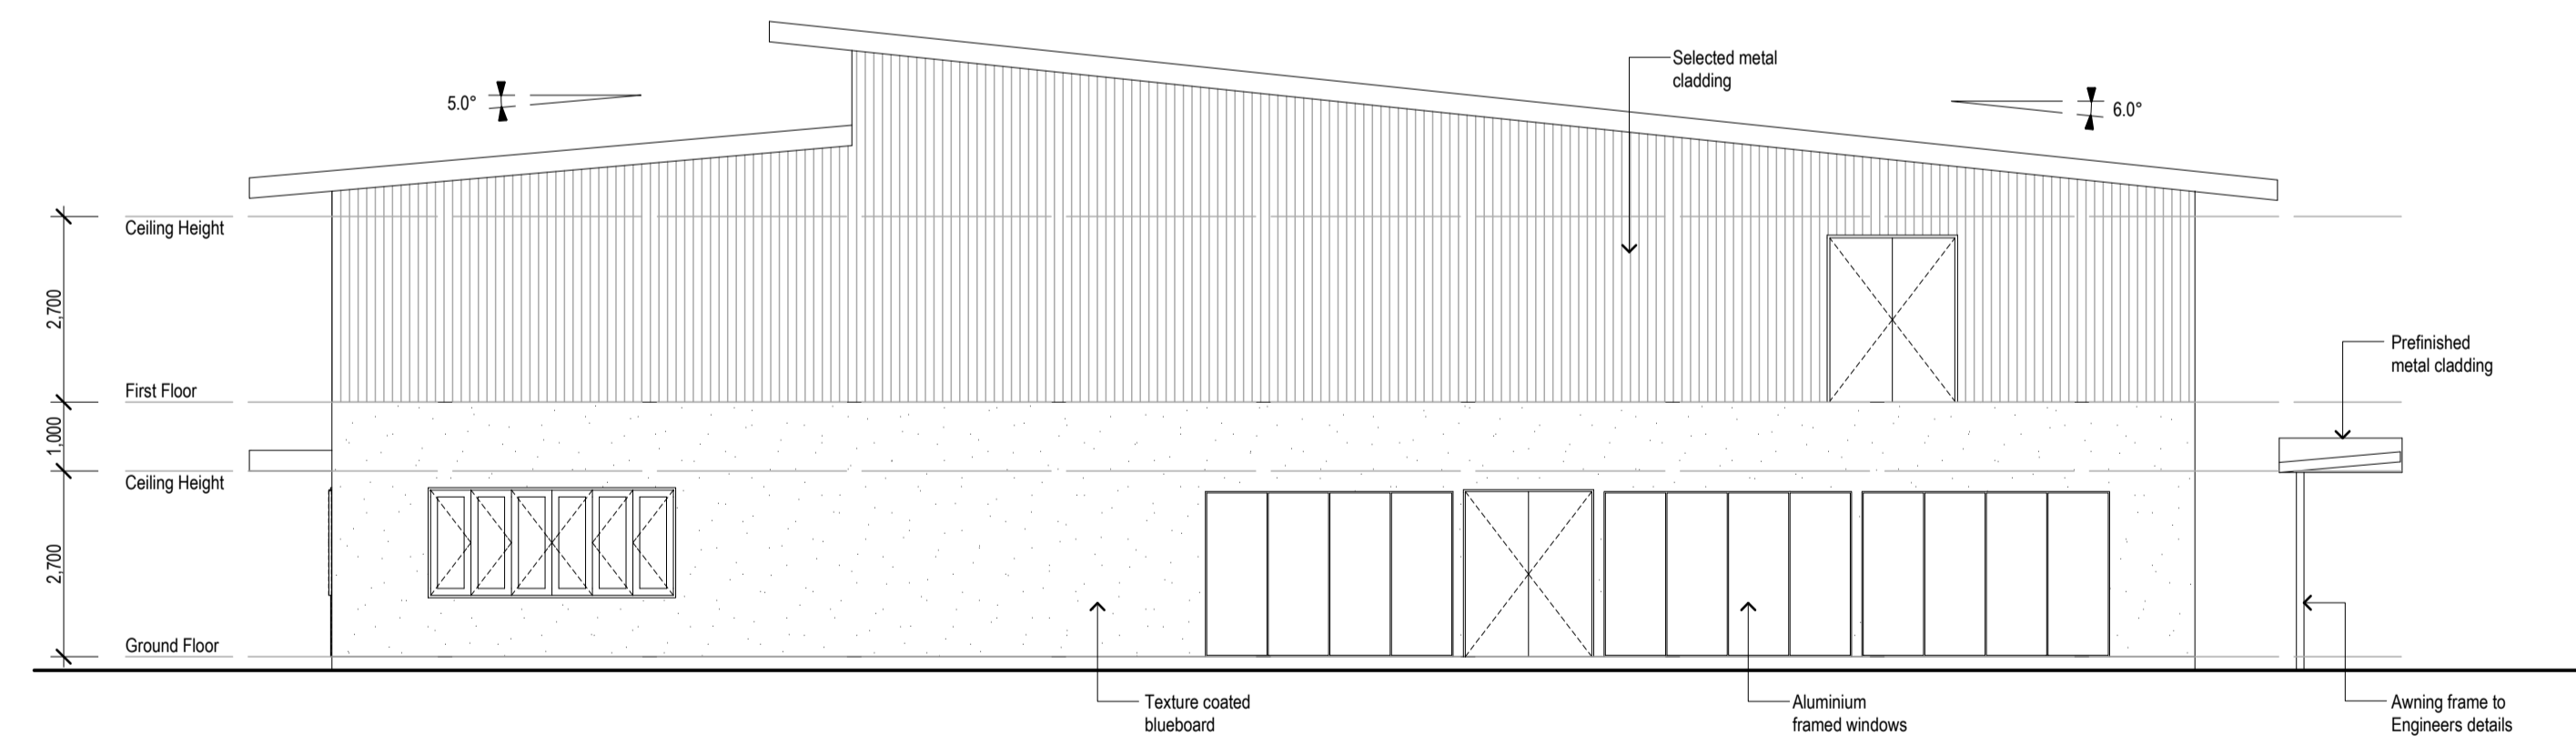 Selected metal
cladding
5.0°
6.0°
Ceiling Height
2,700
First Floor
Prefinished
metal cladding
1,000
Ceiling Height
2,700
Ground Floor
Texture coated
blueboard
Aluminium
framed windows
Awning frame to
Engineers details